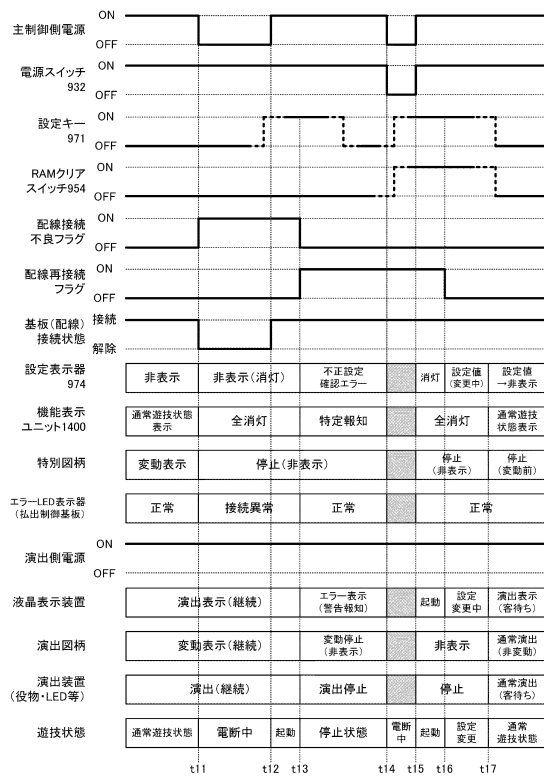 主制御側電源
ON
OFF
電源スイッチ
932
ON
OFF
設定キー
971
ON
OFF
RAMクリア
スイッチ954
ON
OFF
配線接続
不良フラグ
ON
OFF
配線再接続
フラグ
ON
OFF
基板(配線)
接続状態
接続
解除
設定表示器
974
非表示
非表示(消灯)
不正設定
確認エラー
消灯
設定値
(変更中)
設定値
→非表示
機能表示
ユニット1400
通常遊技状態
表示
全消灯
特定報知
全消灯
通常遊技
状態表示
特別図柄
変動表示
停止(非表示)
停止
(非表示)
停止
(変動前)
エラーLED表示器
(払出制御基板)
正常
接続異常
正常
正常
演出側電源
ON
OFF
液晶表示装置
演出表示(継続)
エラー表示
(警告報知)
起動
設定
変更中
演出表示
(客待ち)
演出図柄
変動表示(継続)
変動停止
(非表示)
非表示
通常演出
(非変動)
演出装置
(役物・LED等)
演出(継続)
演出停止
停止
通常演出
(客待ち)
遊技状態
通常遊技状態
電断中
起動
停止状態
電断
中
起動
設定
変更
通常
遊技状態
t11
t12
t13
t14
t15
t16
t17